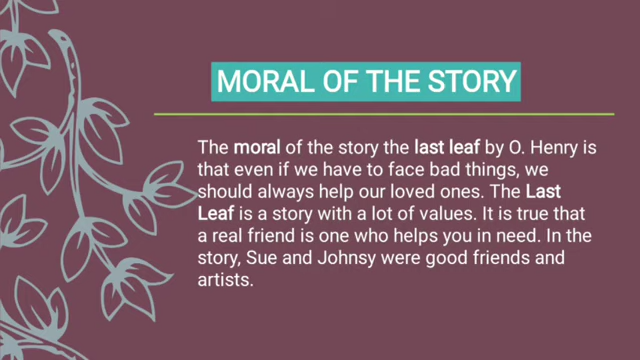 MORAL OF THE STORY
The moral of the story the last leaf by O. Henry is
that even if we have to face bad things, we
should always help our loved ones. The Last
Leaf is a story with a lot of values. It is true that
a real friend is one who helps you in need. In the
story, Sue and Johnsy were good friends and
artists.